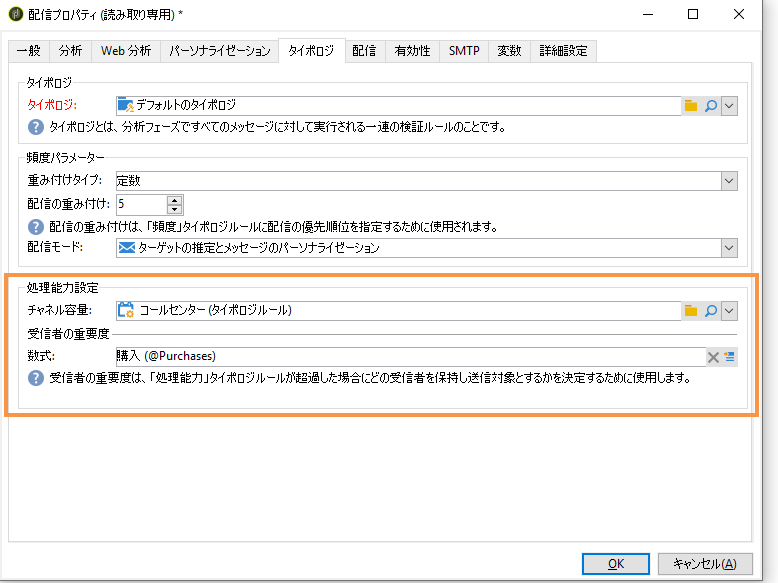 配信プロパティ (読み取り専用) *
一般 分析 Web 分析 パーソナライゼーション タイポロジ 配信 有効性 SMTP 変数 詳細設定
タイポロジ
タイポロジ: デフォルトのタイポロジ
? タイポロジとは、分析フェーズですべてのメッセージに対して実行される一連の検証ルールのことです。
頻度パラメーター
重み付けタイプ: 定数
配信の重み付け: 5
? 配信の重み付けは、「頻度」タイポロジルールに配信の優先順位を指定するために使用されます。
配信モード: ターゲットの推定とメッセージのパーソナライゼーション
処理能力設定
チャネル容量: コールセンター (タイポロジルール)
受信者の重要度
数式: 購入 (@Purchases)
? 受信者の重要度は、「処理能力」タイポロジルールが超過した場合にどの受信者を保持し送信対象とするかを決定するために使用します。
OK キャンセル(A)